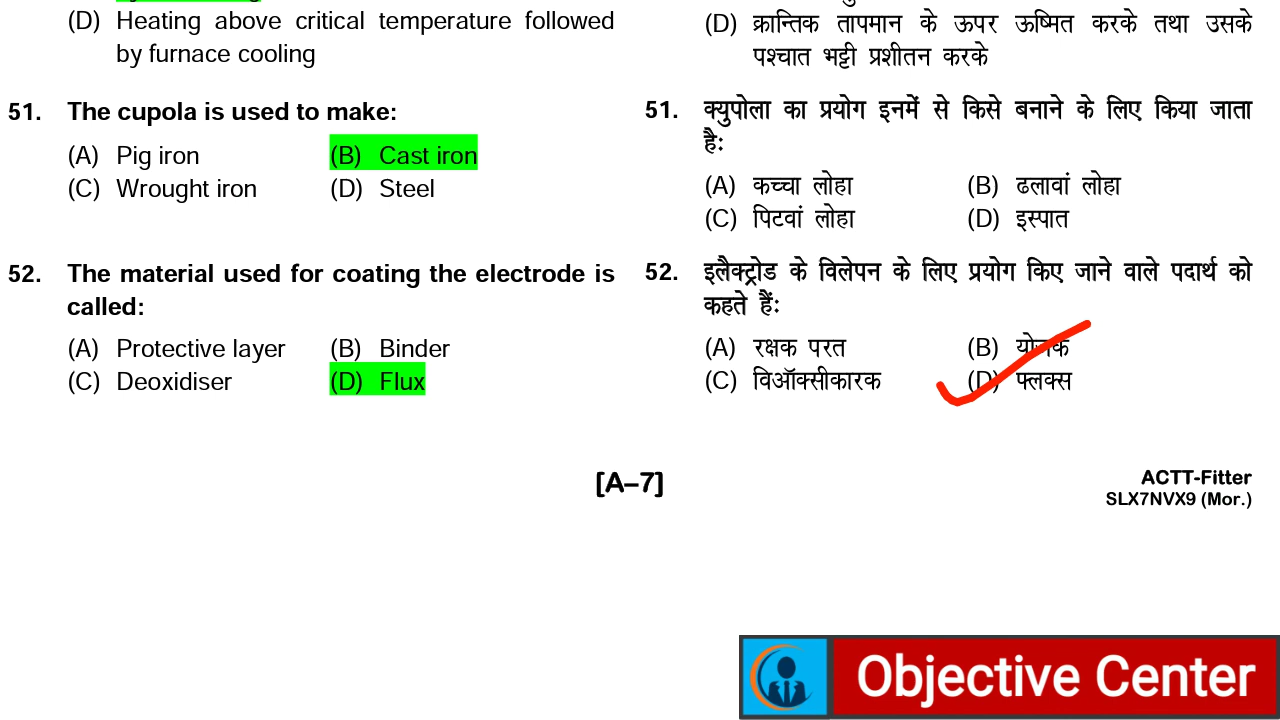 (D) Heating above critical temperature followed
by furnace cooling
51. The cupola is used to make:
(A) Pig iron (B) Cast iron
(C) Wrought iron (D) Steel
52. The material used for coating the electrode is
called:
(A) Protective layer (B) Binder
(C) Deoxidiser (D) Flux
(D) क्रान्तिक तापमान के ऊपर ऊष्मित करके तथा उसके
पश्चात भट्टी प्रशीतन करके
51. क्युपोला का प्रयोग इनमें से किसे बनाने के लिए किया जाता
है:
(A) कच्चा लोहा (B) ढलावां लोहा
(C) पिटवां लोहा (D) इस्पात
52. इलैक्ट्रोड के विलेपन के लिए प्रयोग किए जाने वाले पदार्थ को
कहते हैं:
(A) रक्षक परत (B) योजक
(C) विऑक्सीकारक (D) फ्लक्स
[A–7]
ACTT-Fitter
SLX7NVX9 (Mor.)
Objective Center